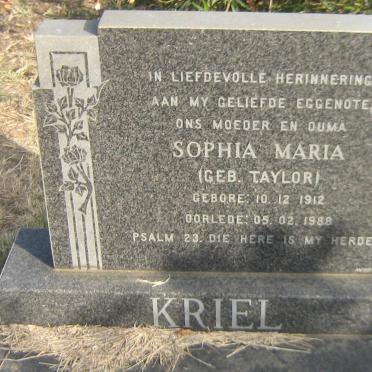 IN LIEFDEVOLLE HERINNERING
AAN MY GELIEFDE EGGENOTE,
ONS MOEDER EN OUMA
SOPHIA MARIA
(GEB. TAYLOR)
GEBORE: 10. 12. 1912
OORLEDE: 05. 02. 1988
PSALM 23. DIE HERE IS MY HERDER
KRIEL